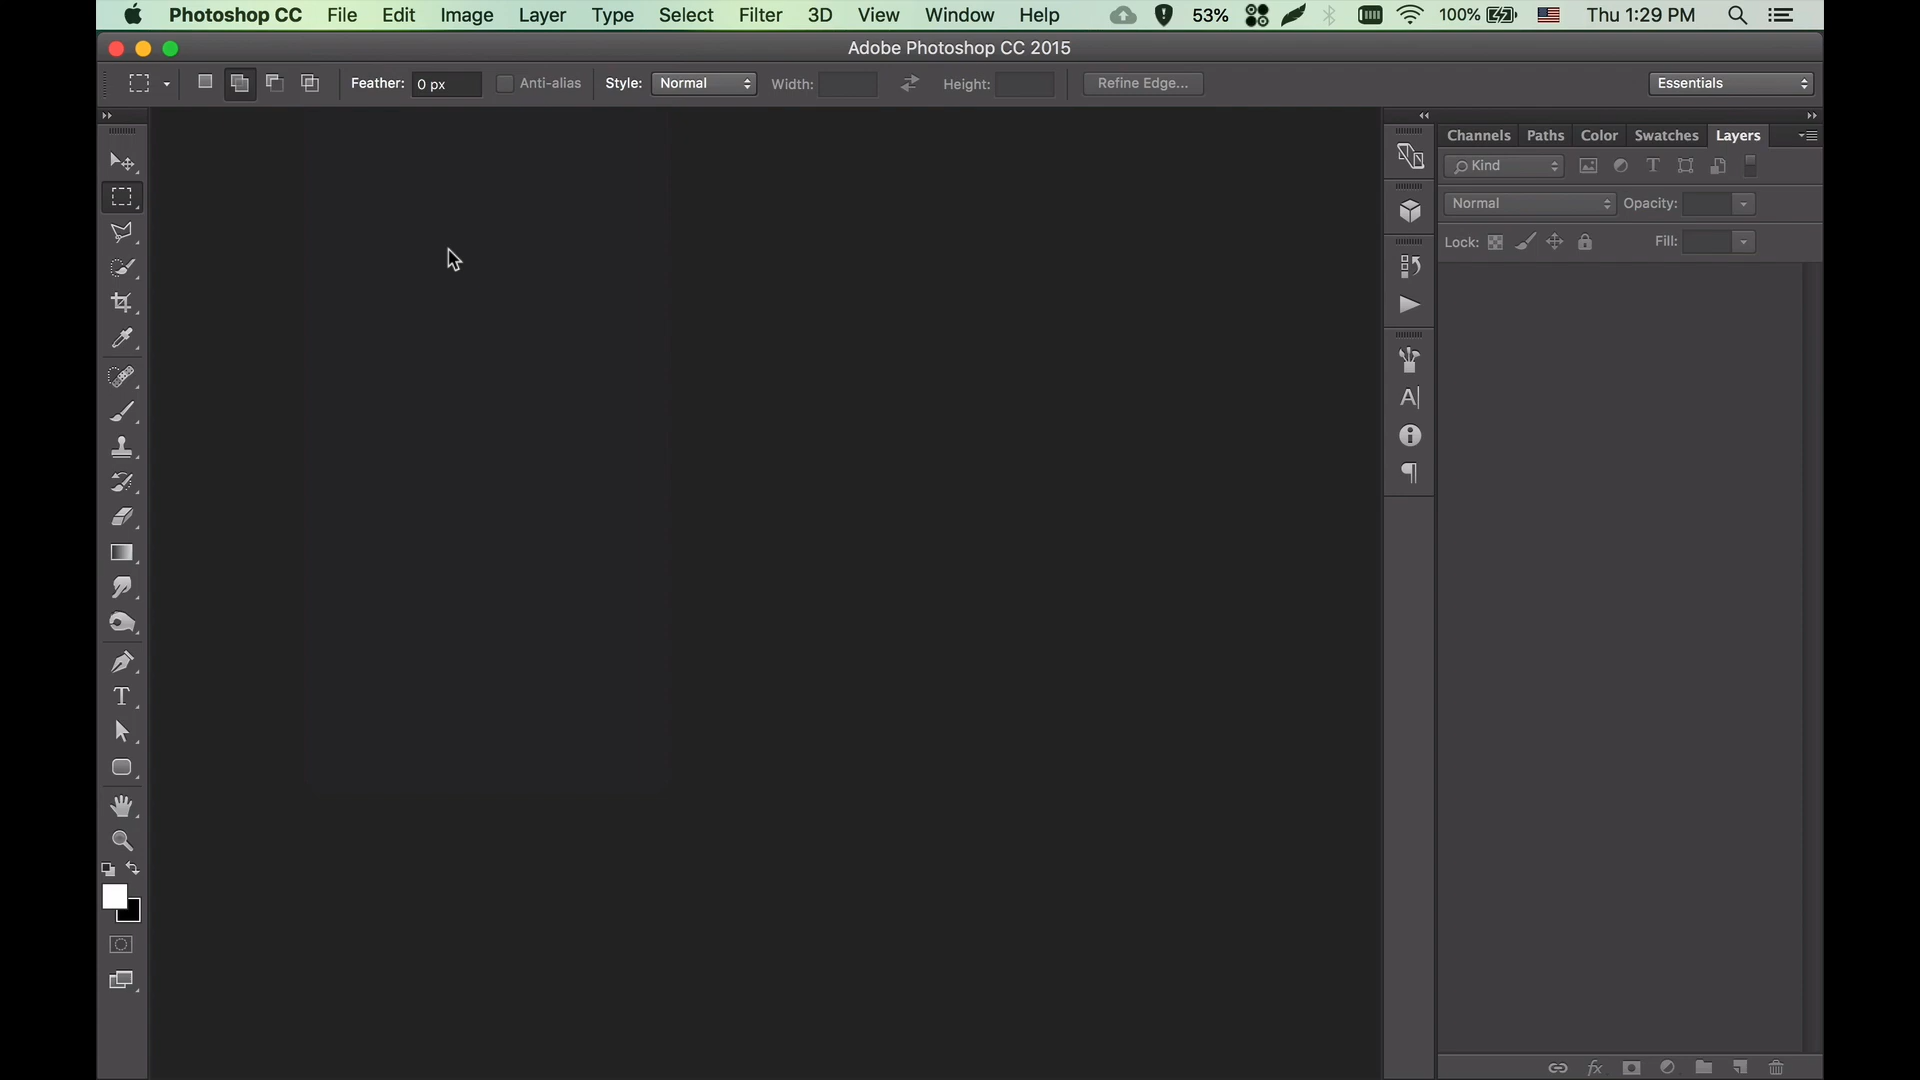 Photoshop CC File Edit Image Layer Type Select Filter 3D View Window Help 53% 100% Thu 1:29 PM
Adobe Photoshop CC 2015
Feather: 0 px Anti-alias Style: Normal Width: Height: Refine Edge... Essentials
Channels Paths Color Swatches Layers
Kind
Normal Opacity:
Lock: Fill: